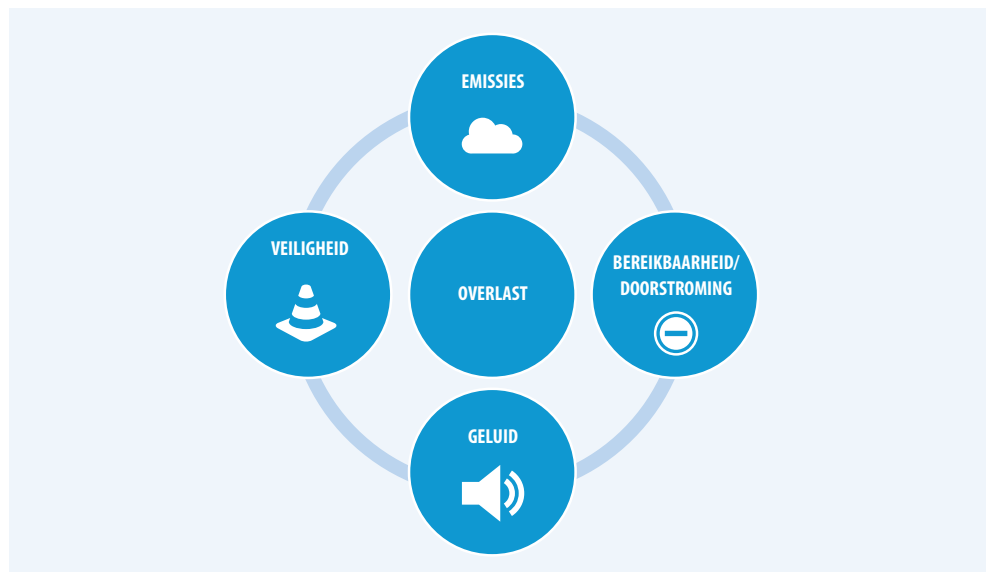 EMISSIES
VEILIGHEID
OVERLAST
BEREIKBAARHEID/
DOORSTROMING
GELUID